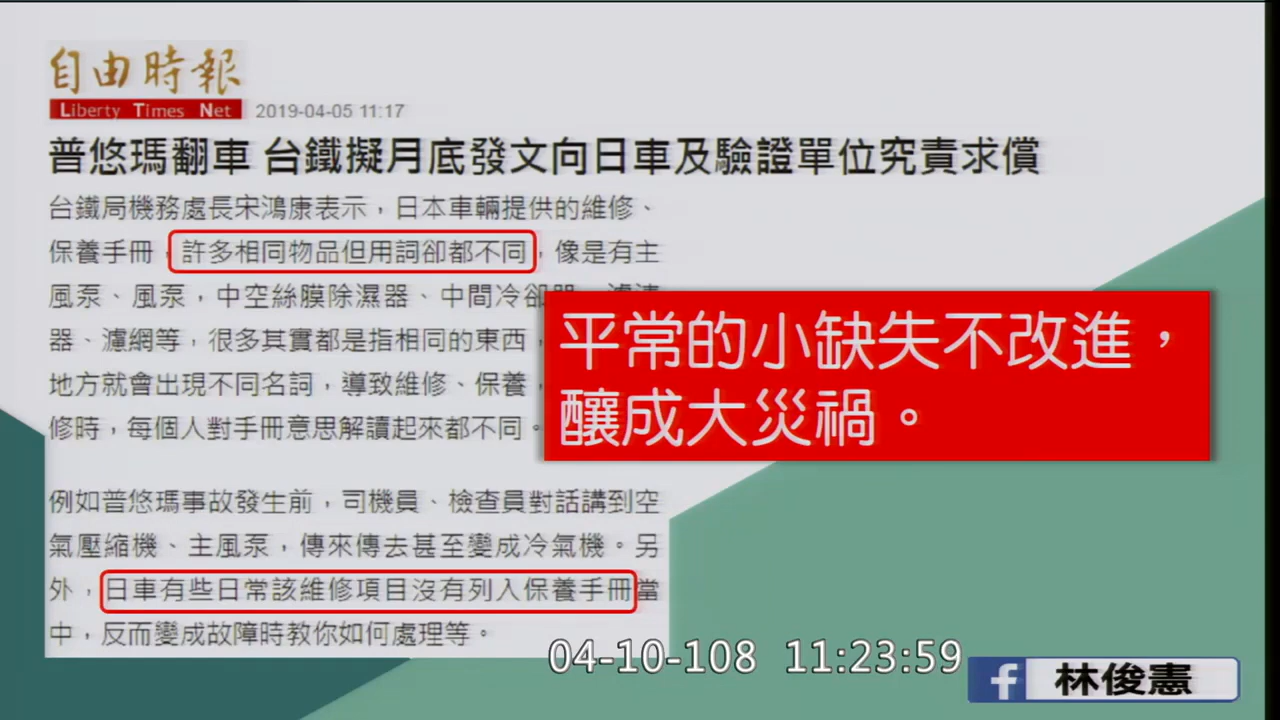 自由時報
Liberty Times Net 2019-04-05 11:17
普悠瑪翻車 台鐵擬月底發文向日車及驗證單位究責求償
台鐵局機務處長宋鴻康表示，日本車輛提供的維修、
保養手冊，許多相同物品但用詞卻都不同，像是有主
風泵、風泵，中空絲膜除濕器、中間冷卻器、濾清
器、濾網等，很多其實都是指相同的東西，
地方就會出現不同名詞，導致維修、保養，
修時，每個人對手冊意思解讀起來都不同。
平常的小缺失不改進，
釀成大災禍。
例如普悠瑪事故發生前，司機員、檢查員對話講到空
氣壓縮機、主風泵，傳來傳去甚至變成冷氣機。另
外，日車有些日常該維修項目沒有列入保養手冊當
中，反而變成故障時教你如何處理等。
04-10-108 11:23:59
f 林俊憲